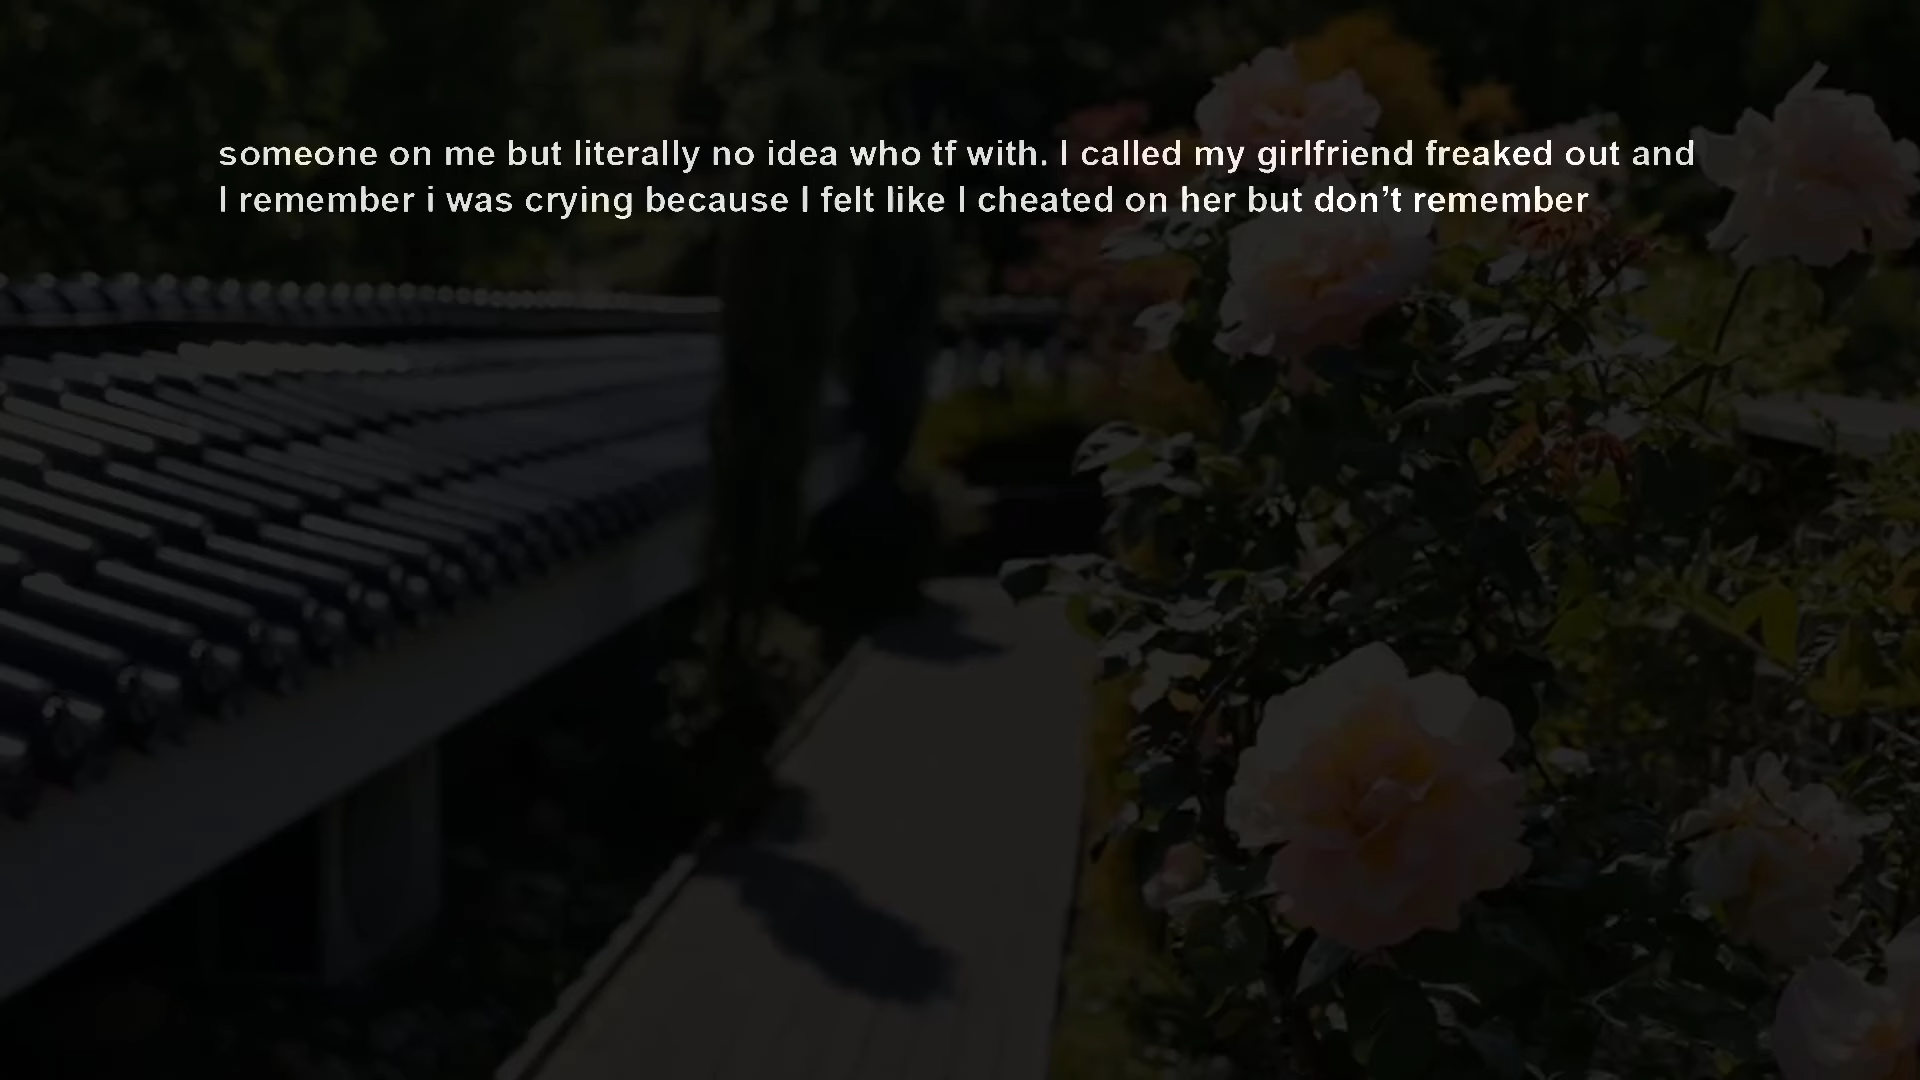 someone on me but literally no idea who tf with. I called my girlfriend freaked out and
I remember i was crying because I felt like I cheated on her but don’t remember